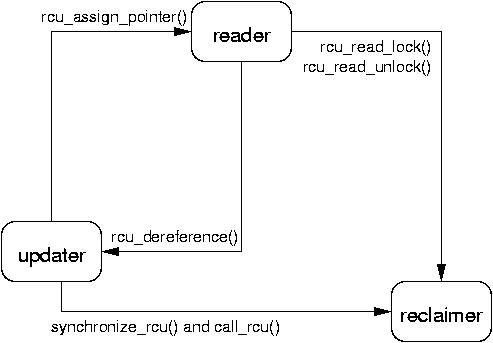 rcu_assign_pointer()
reader
rcu_read_lock()
rcu_read_unlock()
rcu_dereference()
updater
reclaimer
synchronize_rcu() and call_rcu()